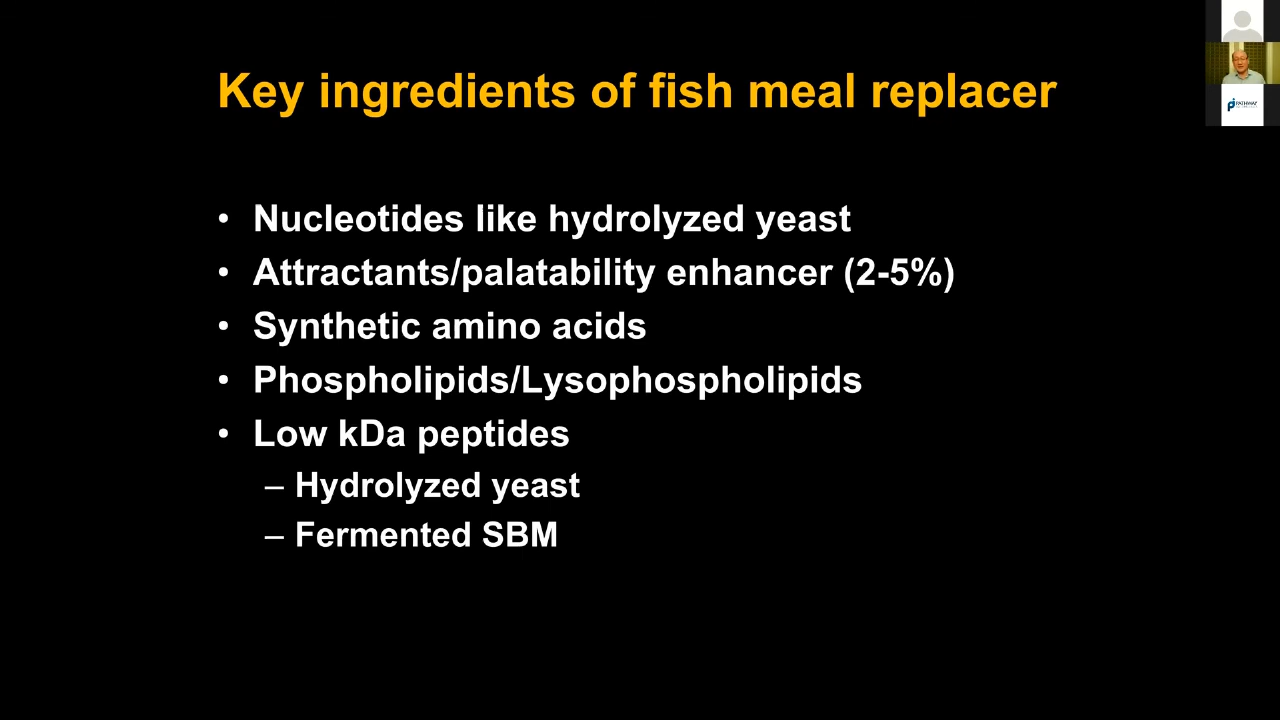 Key ingredients of fish meal replacer
• Nucleotides like hydrolyzed yeast
• Attractants/palatability enhancer (2-5%)
• Synthetic amino acids
• Phospholipids/Lysophospholipids
• Low kDa peptides
– Hydrolyzed yeast
– Fermented SBM
PATHWAY